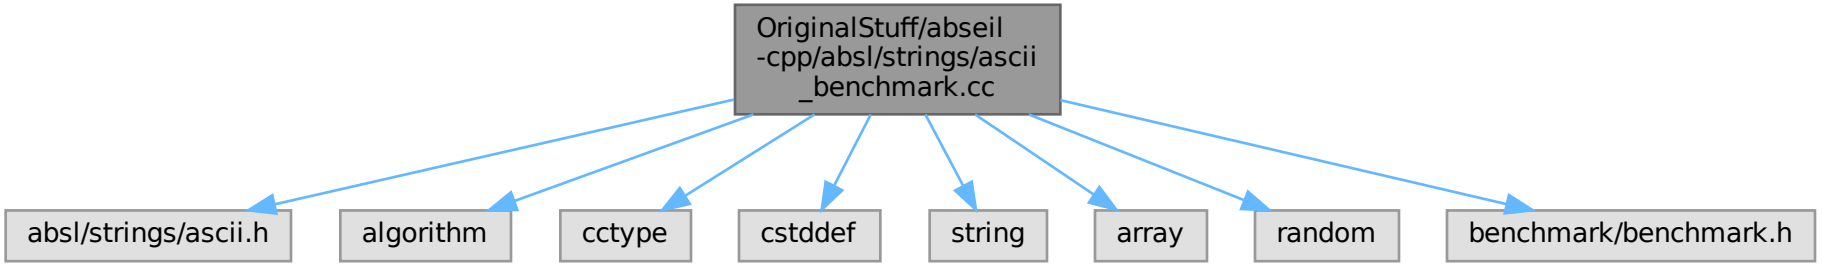 OriginalStuff/abseil
-cpp/absl/strings/ascii
_benchmark.cc
absl/strings/ascii.h
algorithm
cctype
cstddef
string
array
random
benchmark/benchmark.h